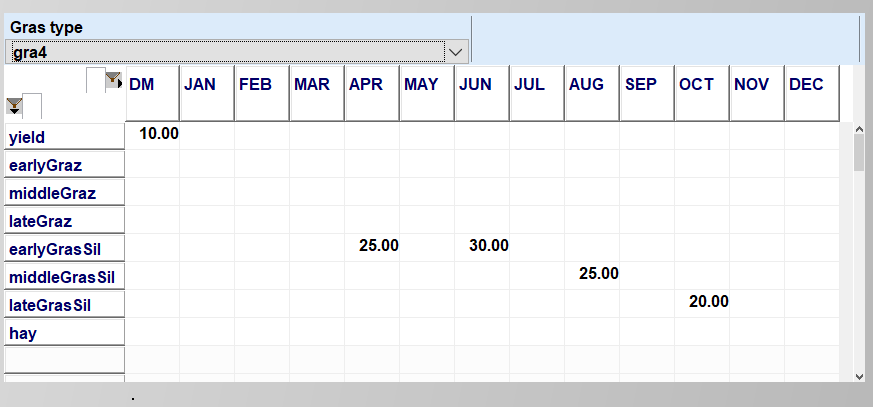 Gras type
gra4
DM JAN FEB MAR APR MAY JUN JUL AUG SEP OCT NOV DEC
yield 10.00
earlyGraz
middleGraz
lateGraz
earlyGrasSil 25.00 30.00
middleGrasSil 25.00
lateGrasSil 20.00
hay
.